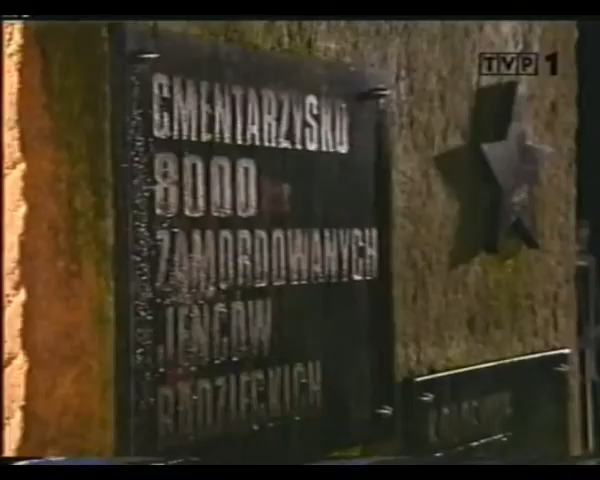 TVP 1
CMENTARZYSKO
8000
ZAMORDOWANYCH
JEŃCÓW
RADZIECKICH